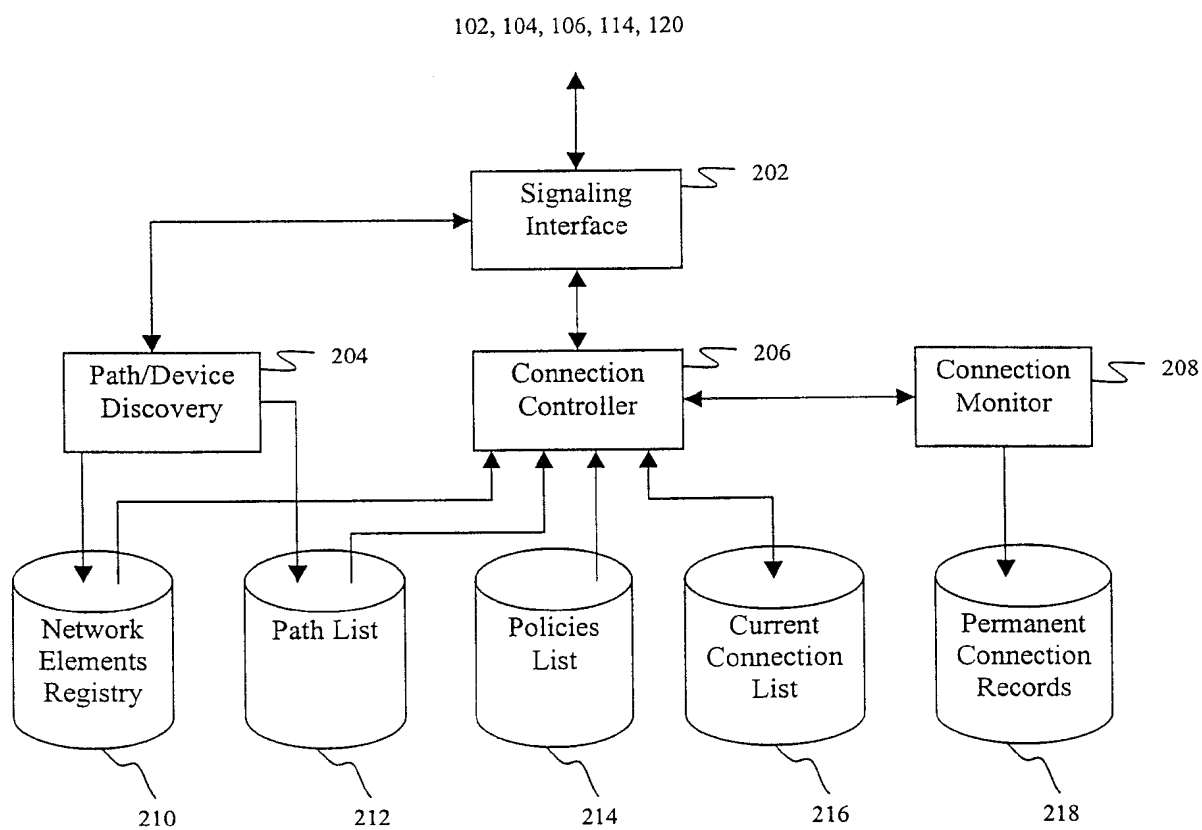 102, 104, 106, 114, 120
Signaling
Interface
202
Path/Device
Discovery
204
Connection
Controller
206
Connection
Monitor
208
Network
Elements
Registry
Path List
Policies
List
Current
Connection
List
Permanent
Connection
Records
210
212
214
216
218